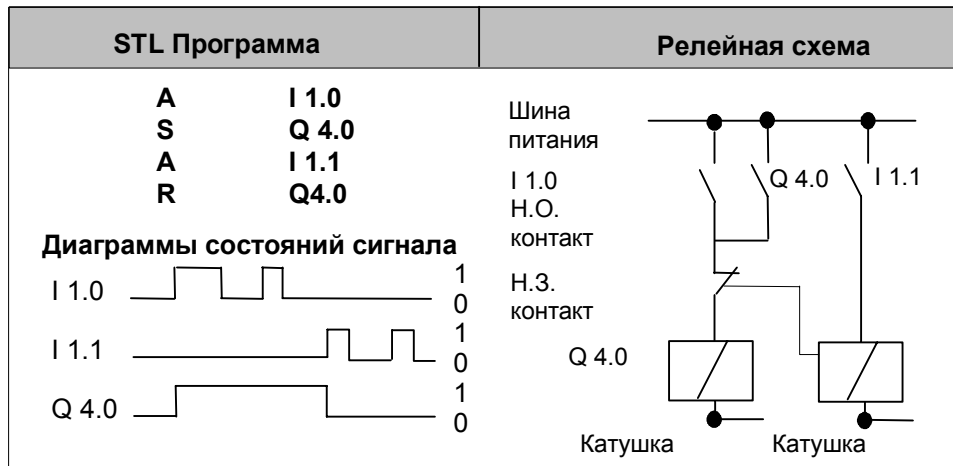 STL Программа
Релейная схема
A I 1.0
S Q 4.0
A I 1.1
R Q4.0
Диаграммы состояний сигнала
I 1.0 1
0
I 1.1 1
0
Q 4.0 1
0
Шина
питания
I 1.0
Н.О.
контакт
Q 4.0
I 1.1
Н.З.
контакт
Q 4.0
Катушка Катушка